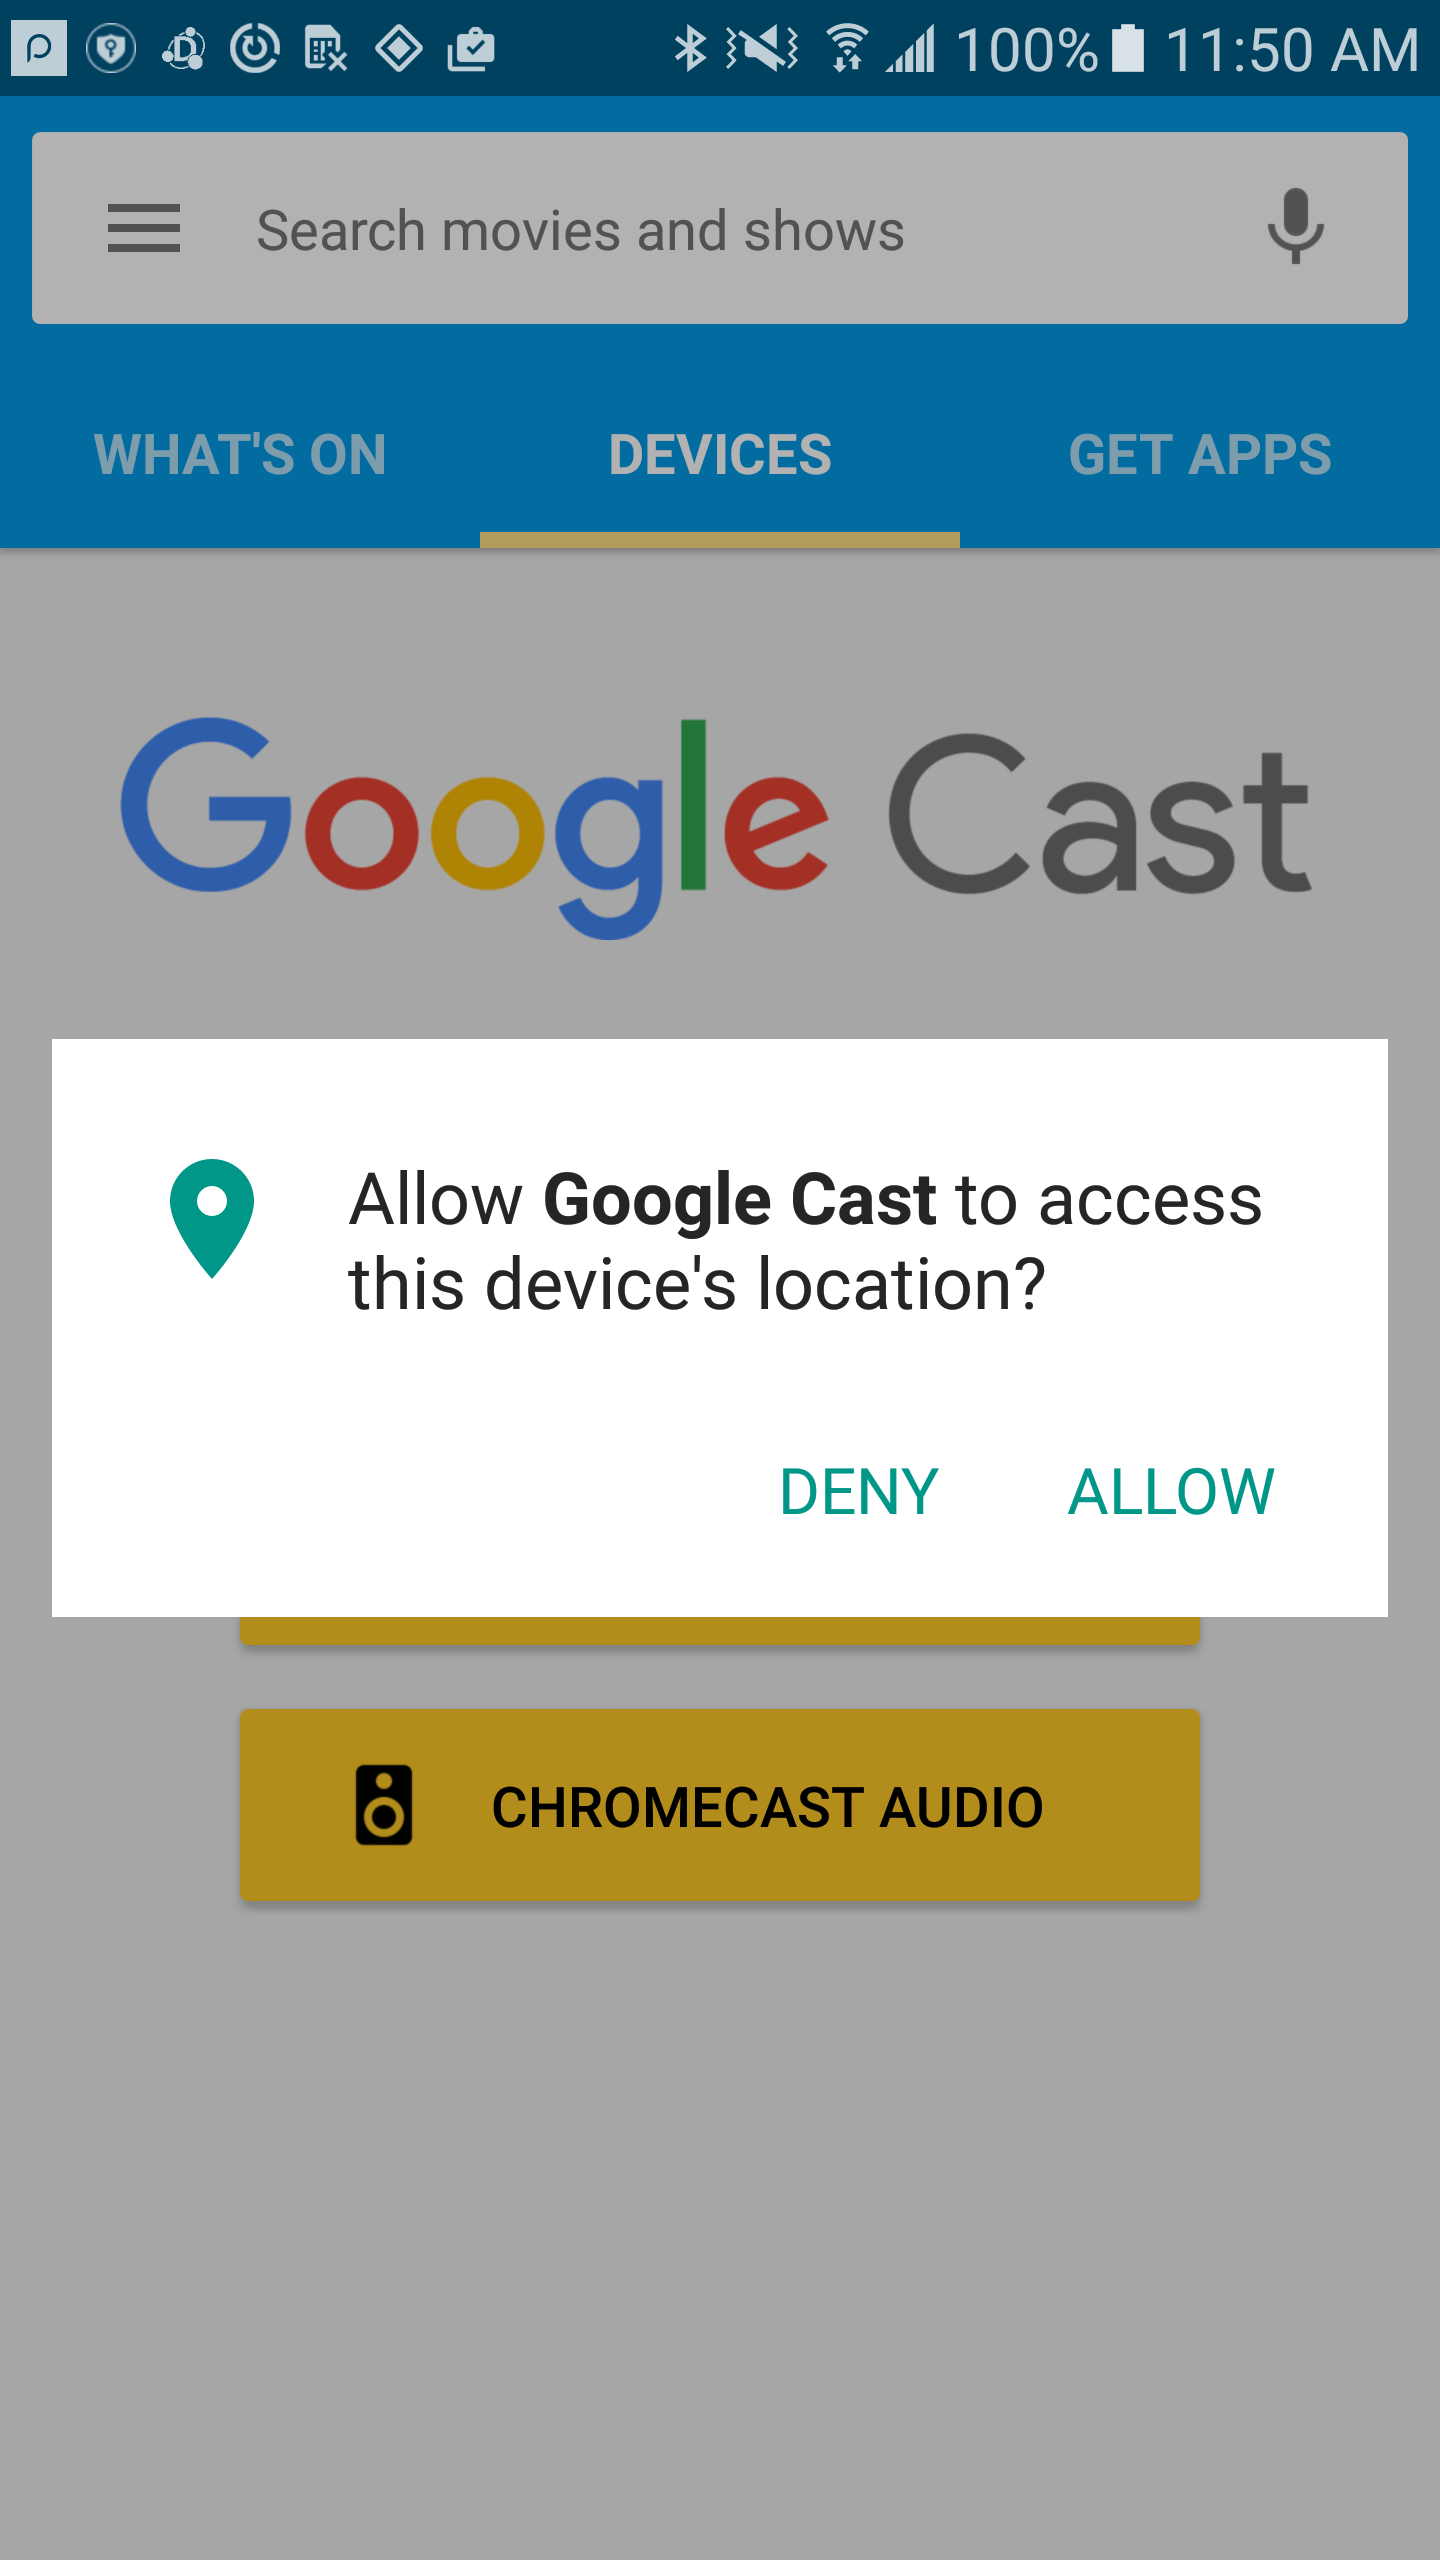 100% 11:50 AM
Search movies and shows
WHAT'S ON DEVICES GET APPS
Google Cast
Allow Google Cast to access
this device's location?
DENY ALLOW
CHROMECAST AUDIO